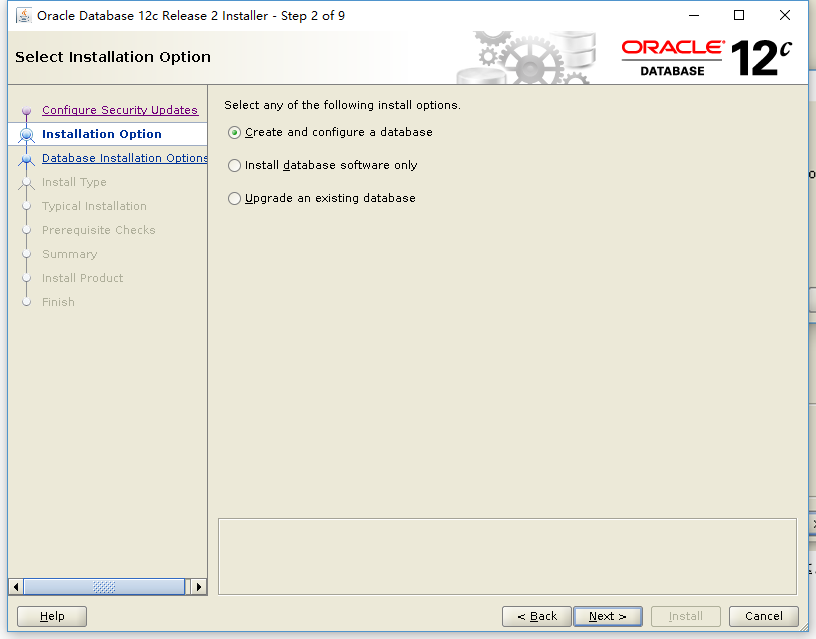 Oracle Database 12c Release 2 Installer - Step 2 of 9
Select Installation Option
ORACLE
DATABASE
12c
Configure Security Updates
Installation Option
Database Installation Options
Install Type
Typical Installation
Prerequisite Checks
Summary
Install Product
Finish
Select any of the following install options.
Create and configure a database
Install database software only
Upgrade an existing database
Help
< Back
Next >
Install
Cancel